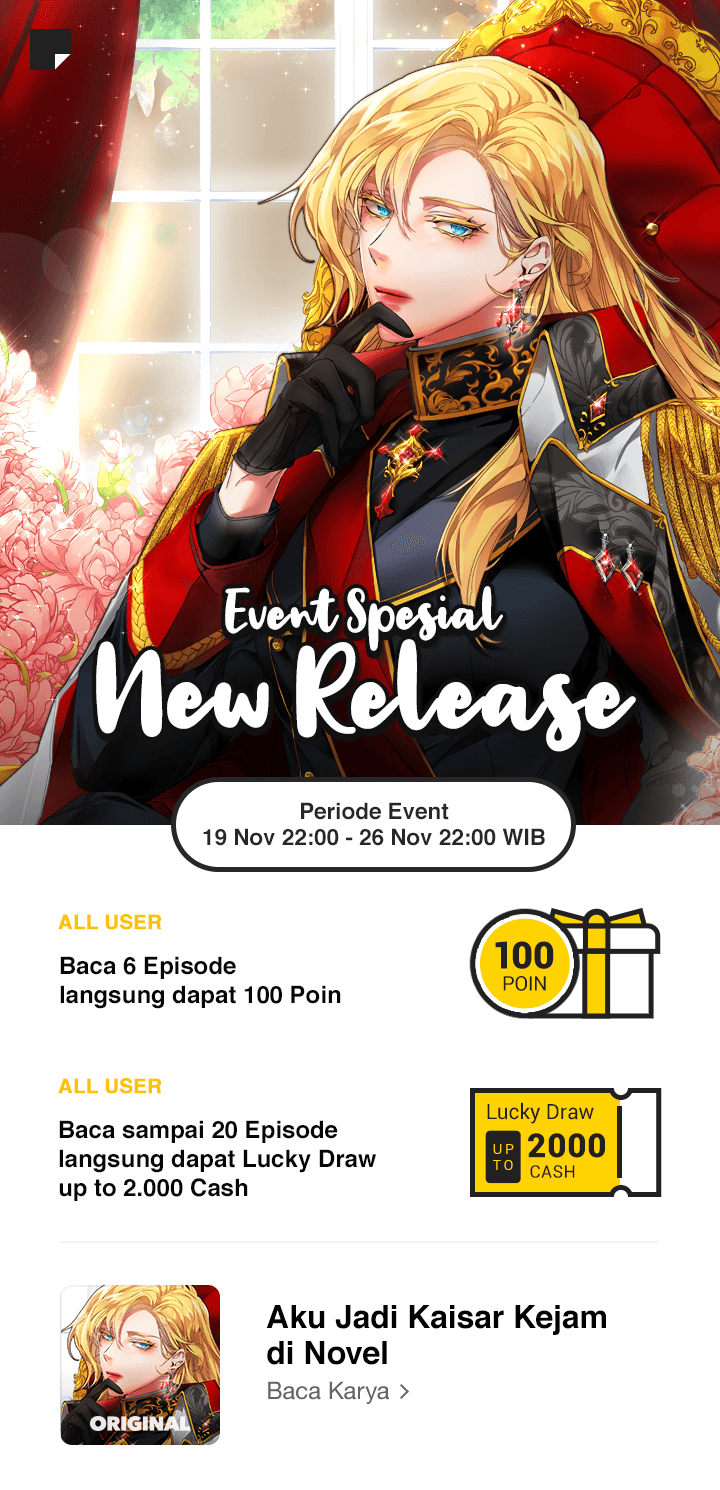 Event Spesial
New Release
Periode Event
19 Nov 22:00 - 26 Nov 22:00 WIB
ALL USER
Baca 6 Episode
langsung dapat 100 Poin
100
POIN
ALL USER
Baca sampai 20 Episode
langsung dapat Lucky Draw
up to 2.000 Cash
Lucky Draw
UP TO
2000
CASH
ORIGINAL
Aku Jadi Kaisar Kejam
di Novel
Baca Karya >